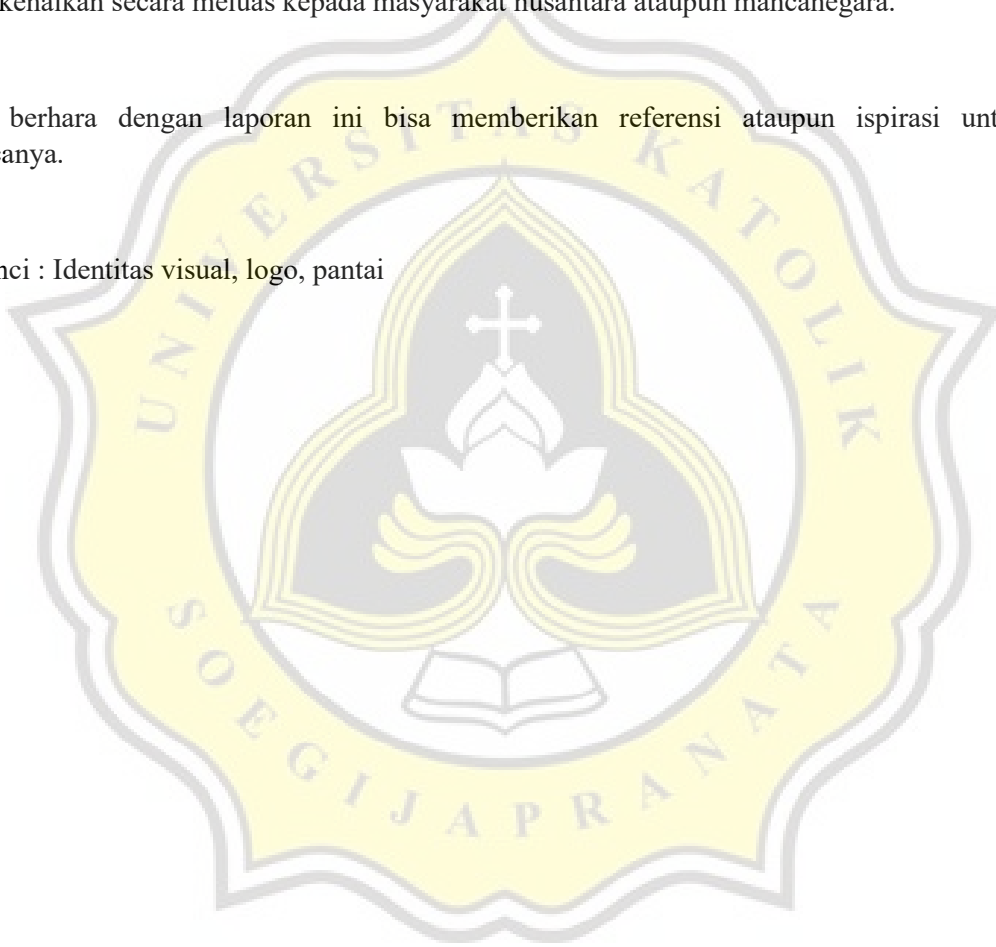 kenalkan secara meluas kepada masyarakat nusantara ataupun mancanegara.
berhara dengan laporan ini bisa memberikan referensi ataupun ispirasi unt
anya.
nci : Identitas visual, logo, pantai
UNIVERSITAS KATOLIK
SOEGIJAPRANATA